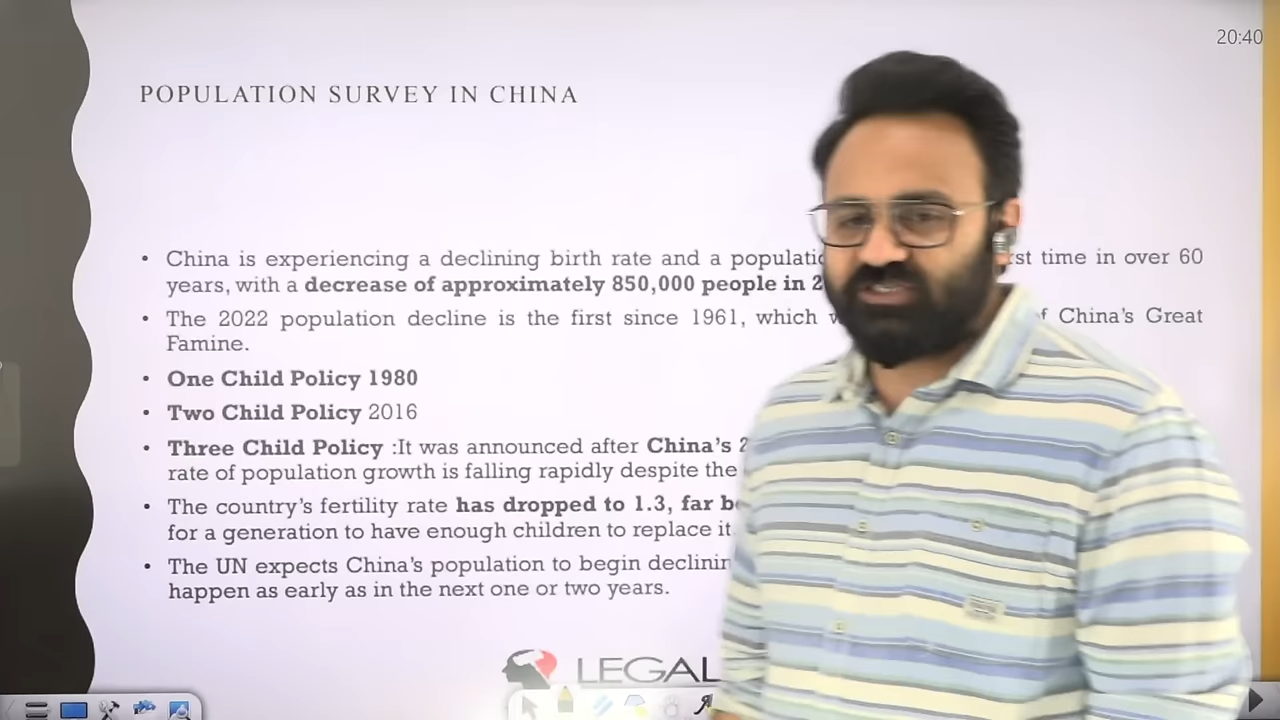 20:40
POPULATION SURVEY IN CHINA
• China is experiencing a declining birth rate and a time in over 60
years, with a decrease of approximately 850,000 people in
• The 2022 population decline is the first since 1961, which China's Great
Famine.
• One Child Policy 1980
• Two Child Policy 2016
• Three Child Policy :It was announced after China's
rate of population growth is falling rapidly despite the
• The country's fertility rate has dropped to 1.3, far
for a generation to have enough children to replace it
• The UN expects China's population to begin
happen as early as in the next one or two years.
LEGAL